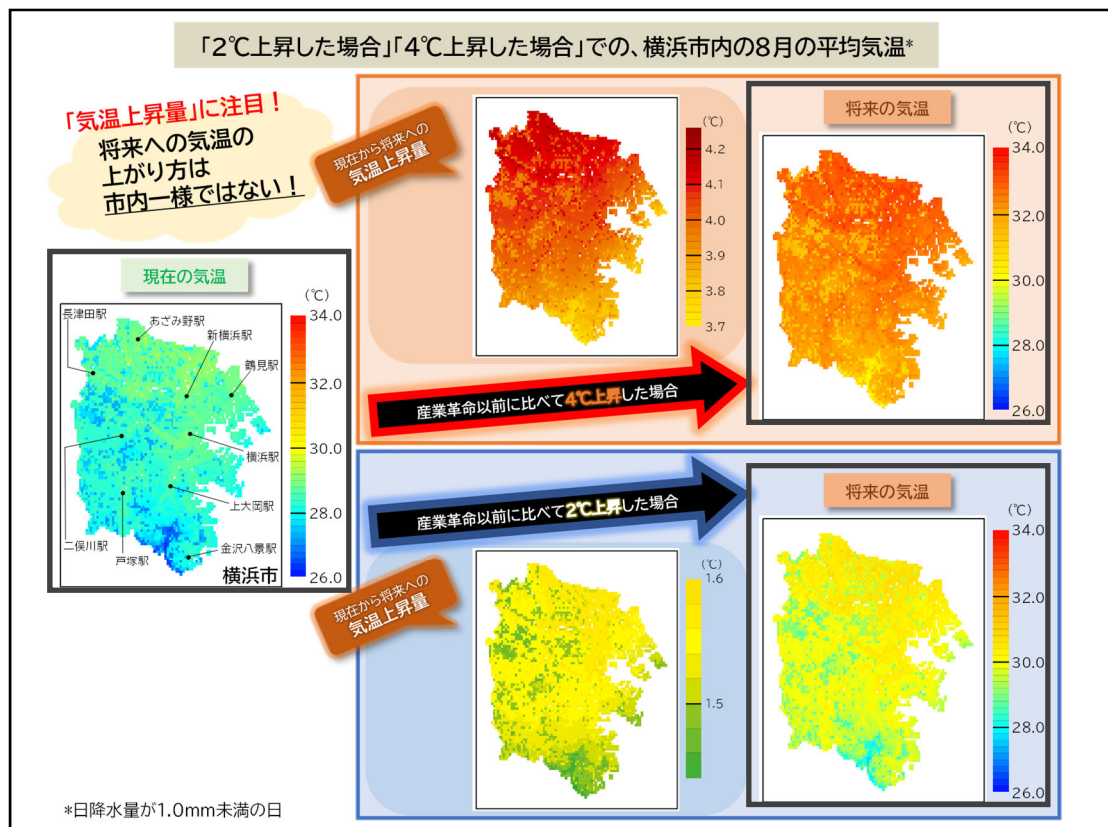 「2℃上昇した場合」「4℃上昇した場合」での、横浜市内の8月の平均気温*
「気温上昇量」に注目！
将来への気温の
上がり方は
市内一様ではない！
現在から将来への
気温上昇量
(℃)
4.2
4.1
4.0
3.9
3.8
3.7
将来の気温
(℃)
34.0
32.0
30.0
28.0
26.0
産業革命以前に比べて4℃上昇した場合
現在の気温
(℃)
34.0
32.0
30.0
28.0
26.0
長津田駅
あざみ野駅
新横浜駅
鶴見駅
横浜駅
上大岡駅
二俣川駅
戸塚駅
金沢八景駅
横浜市
産業革命以前に比べて2℃上昇した場合
現在から将来への
気温上昇量
(℃)
1.6
1.5
将来の気温
(℃)
34.0
32.0
30.0
28.0
26.0
*日降水量が1.0mm未満の日